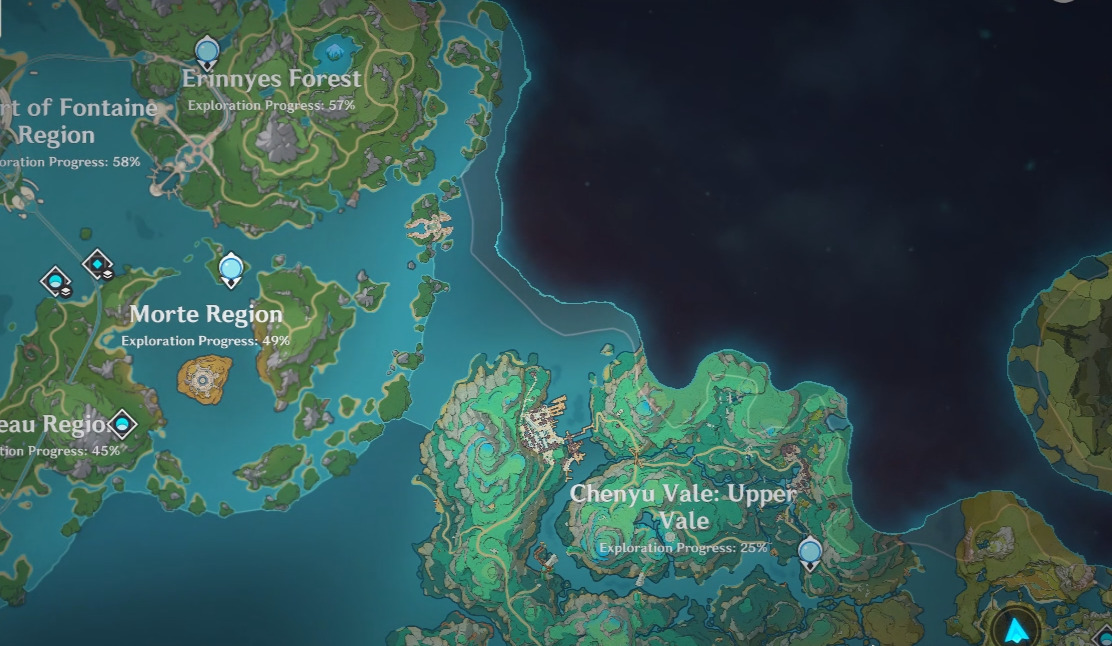 Erinnyes Forest
Exploration Progress: 57%
rt of Fontaine
Region
oration Progress: 58%
Morte Region
Exploration Progress: 49%
eau Regio
tion Progress: 45%
Chenyu Vale: Upper
Vale
Exploration Progress: 25%